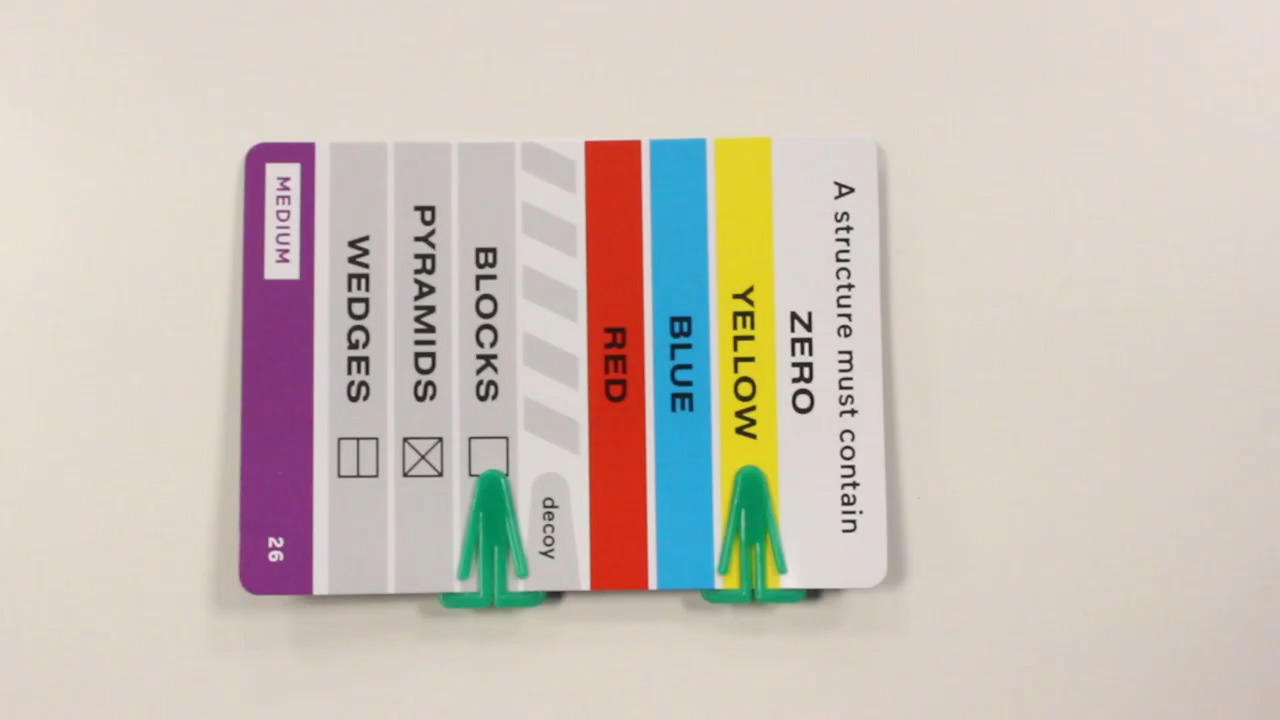 A structure must contain
ZERO
YELLOW
BLUE
RED
decoy
BLOCKS
PYRAMIDS
WEDGES
MEDIUM 26